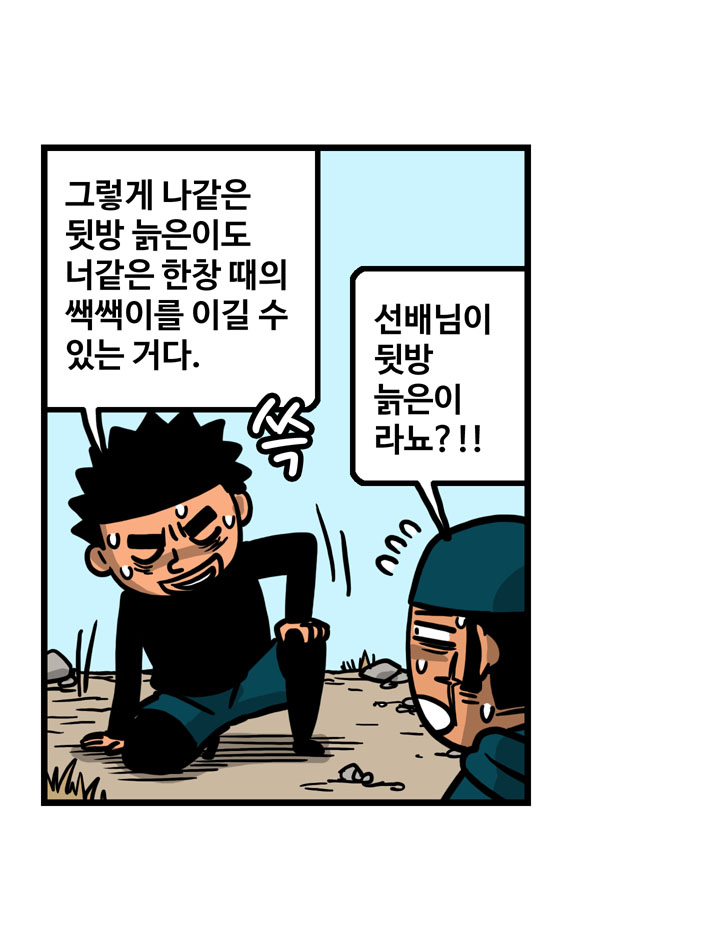 그렇게 나같은
뒷방 늙은이도
너같은 한창 때의
쌕쌕이를 이길 수
있는 거다.
쓱
선배님이
뒷방
늙은이
라뇨?!!